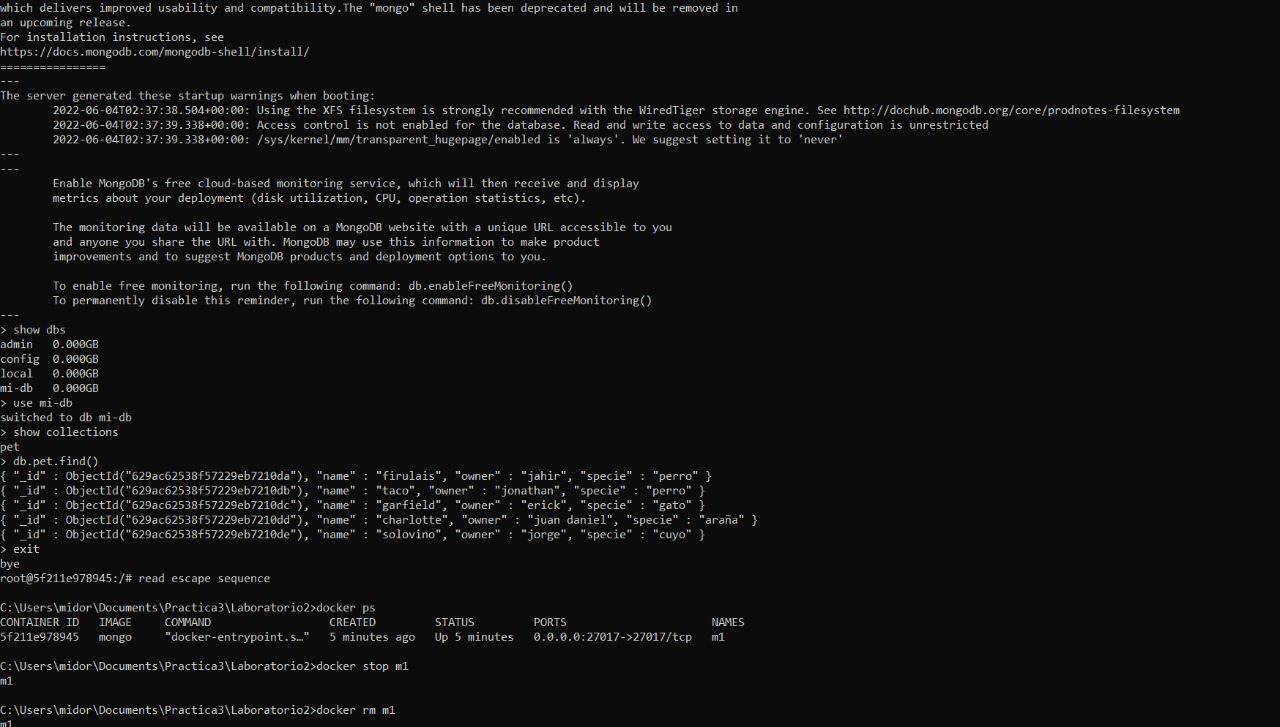 which delivers improved usability and compatibility.The "mongo" shell has been deprecated and will be removed in
an upcoming release.
For installation instructions, see
https://docs.mongodb.com/mongodb-shell/install/
================
---
The server generated these startup warnings when booting:
        2022-06-04T02:37:38.504+00:00: Using the XFS filesystem is strongly recommended with the WiredTiger storage engine. See http://dochub.mongodb.org/core/prodnotes-filesystem
        2022-06-04T02:37:39.338+00:00: Access control is not enabled for the database. Read and write access to data and configuration is unrestricted
        2022-06-04T02:37:39.338+00:00: /sys/kernel/mm/transparent_hugepage/enabled is 'always'. We suggest setting it to 'never'
---
---
        Enable MongoDB's free cloud-based monitoring service, which will then receive and display
        metrics about your deployment (disk utilization, CPU, operation statistics, etc).

        The monitoring data will be available on a MongoDB website with a unique URL accessible to you
        and anyone you share the URL with. MongoDB may use this information to make product
        improvements and to suggest MongoDB products and deployment options to you.

        To enable free monitoring, run the following command: db.enableFreeMonitoring()
        To permanently disable this reminder, run the following command: db.disableFreeMonitoring()
---
> show dbs
admin   0.000GB
config  0.000GB
local   0.000GB
mi-db   0.000GB
> use mi-db
switched to db mi-db
> show collections
pet
> db.pet.find()
{ "_id" : ObjectId("629ac62538f57229eb7210da"), "name" : "firulais", "owner" : "jahir", "specie" : "perro" }
{ "_id" : ObjectId("629ac62538f57229eb7210db"), "name" : "taco", "owner" : "jonathan", "specie" : "perro" }
{ "_id" : ObjectId("629ac62538f57229eb7210dc"), "name" : "garfield", "owner" : "erick", "specie" : "gato" }
{ "_id" : ObjectId("629ac62538f57229eb7210dd"), "name" : "charlotte", "owner" : "juan daniel", "specie" : "araña" }
{ "_id" : ObjectId("629ac62538f57229eb7210de"), "name" : "solovino", "owner" : "jorge", "specie" : "cuyo" }
> exit
bye
root@5f211e978945:/# read escape sequence

C:\Users\midor\Documents\Practica3\Laboratorio2>docker ps
CONTAINER ID   IMAGE     COMMAND                  CREATED         STATUS         PORTS                      NAMES
5f211e978945   mongo     "docker-entrypoint.s…"   5 minutes ago   Up 5 minutes   0.0.0.0:27017->27017/tcp   m1

C:\Users\midor\Documents\Practica3\Laboratorio2>docker stop m1
m1

C:\Users\midor\Documents\Practica3\Laboratorio2>docker rm m1
m1